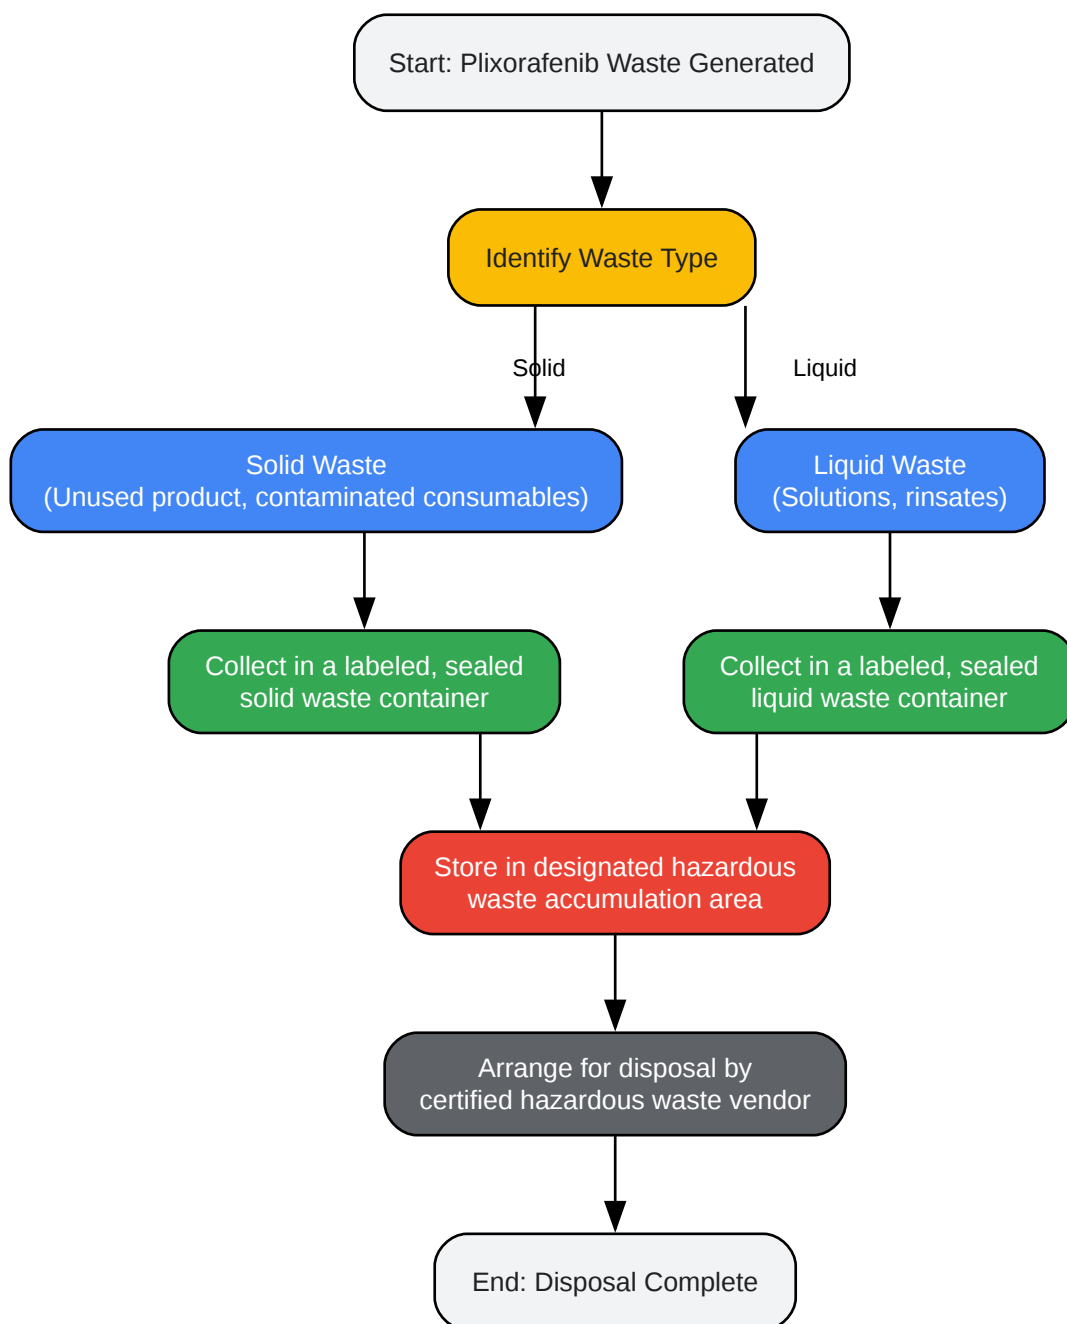 Start: Plixorafenib Waste Generated
Identify Waste Type
Solid
Liquid
Solid Waste
(Unused product, contaminated consumables)
Liquid Waste
(Solutions, rinsates)
Collect in a labeled, sealed
solid waste container
Collect in a labeled, sealed
liquid waste container
Store in designated hazardous
waste accumulation area
Arrange for disposal by
certified hazardous waste vendor
End: Disposal Complete